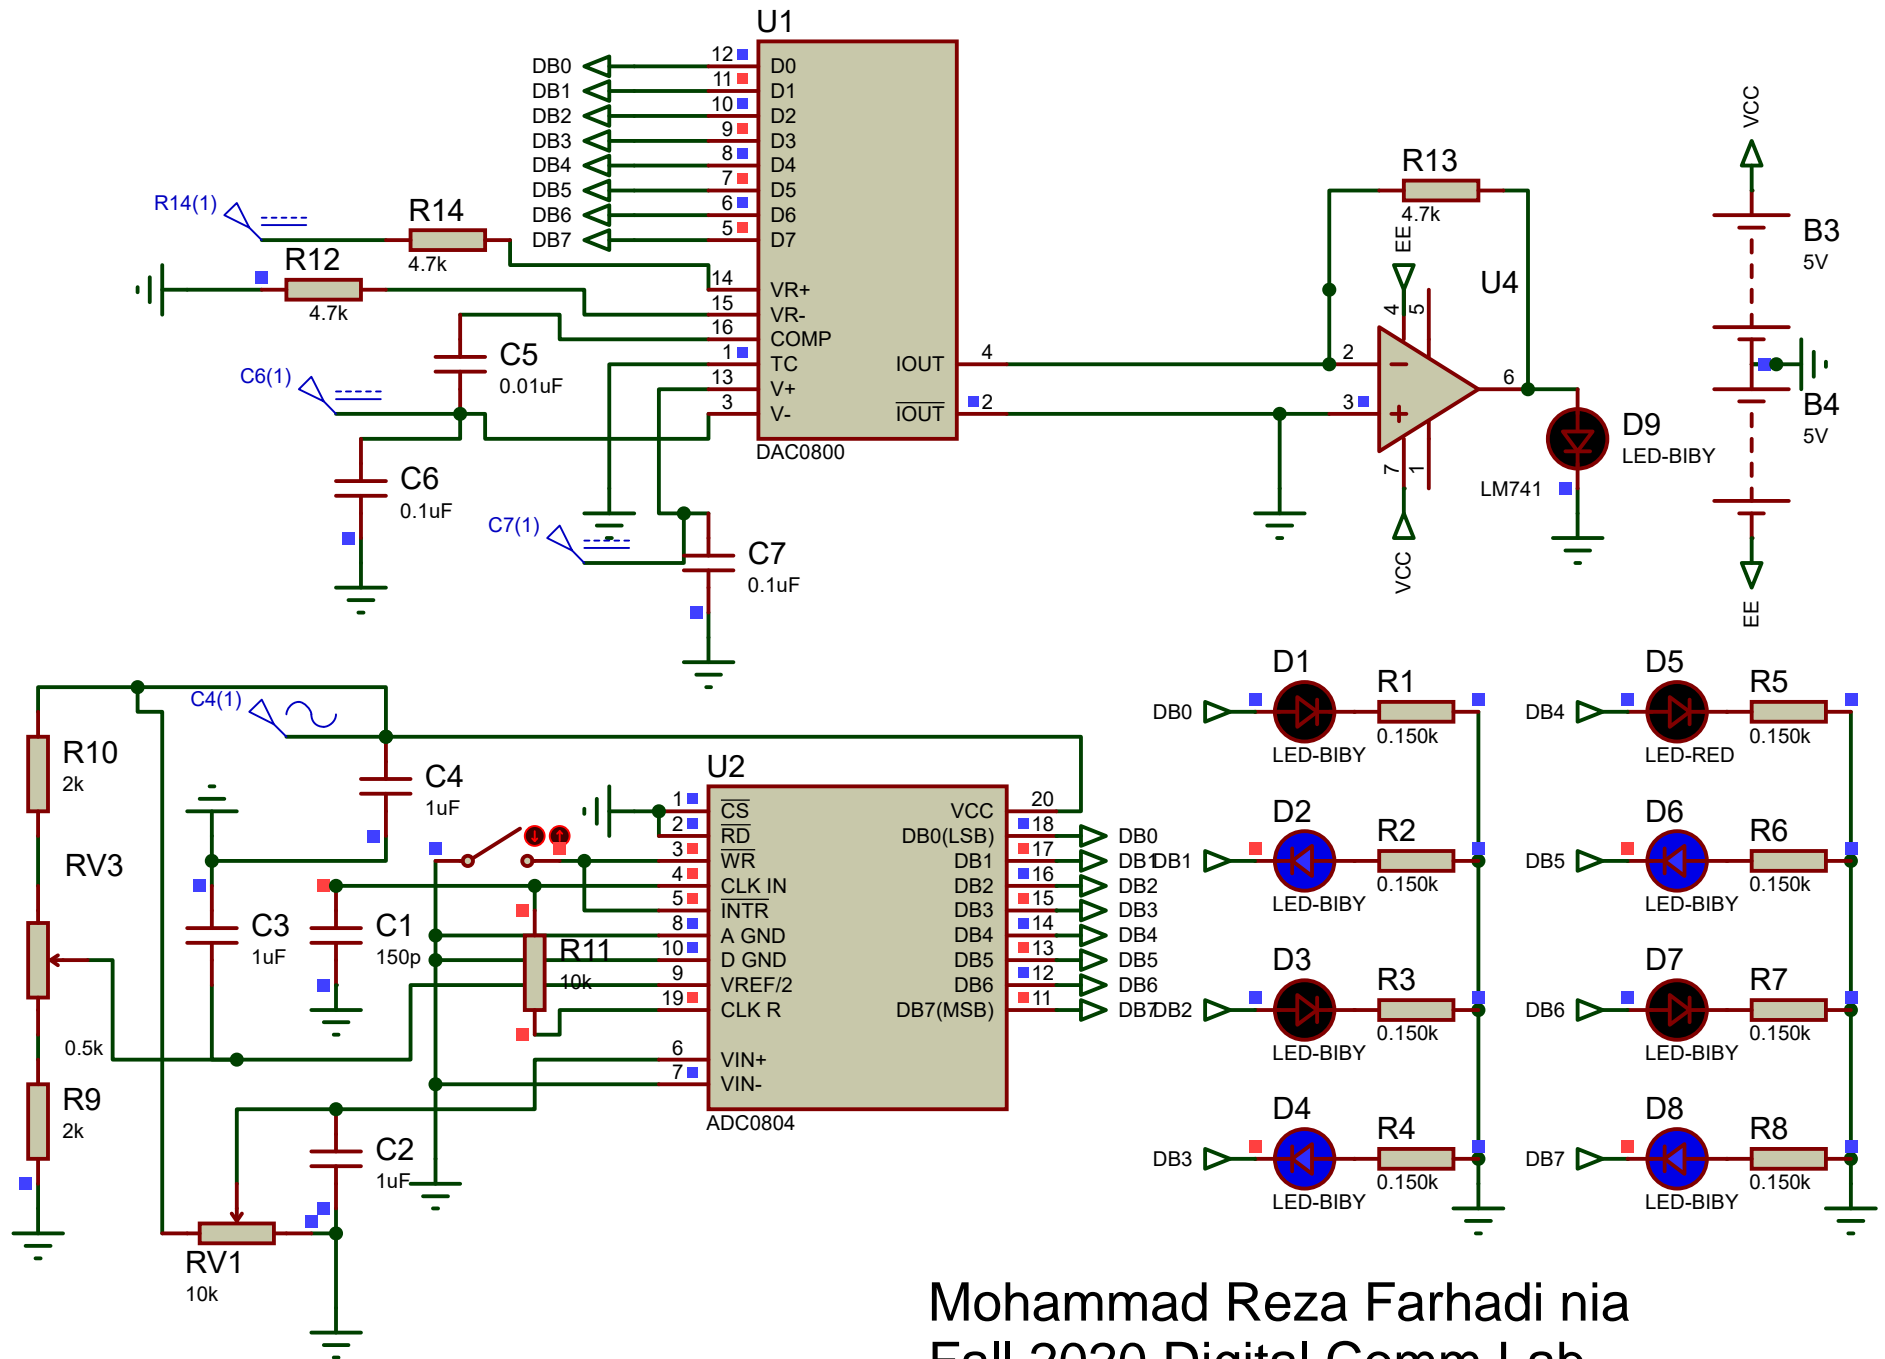 U1
DB0 12 D0
DB1 11 D1
DB2 10 D2
DB3 9 D3
DB4 8 D4
DB5 7 D5
DB6 6 D6
DB7 5 D7
14 VR+
15 VR-
16 COMP
1 TC
13 V+
3 V-
IOUT 4
IOUT 2
DAC0800
R14(1)
R14
4.7k
R12
4.7k
C6(1)
C5
0.01uF
C6
0.1uF
C7(1)
C7
0.1uF
R13
4.7k
EE
4
5
U4
2
3
6
7
1
LM741
VCC
D9
LED-BIBY
VCC
B3
5V
B4
5V
EE
C4(1)
R10
2k
RV3
0.5k
R9
2k
C4
1uF
C3
1uF
C1
150p
R11
10k
C2
1uF
RV1
10k
U2
1 CS
2 RD
3 WR
4 CLK IN
5 INTR
8 A GND
10 D GND
9 VREF/2
19 CLK R
6 VIN+
7 VIN-
VCC 20
DB0(LSB) 18 DB0
DB1 17 DB1
DB2 16 DB2
DB3 15 DB3
DB4 14 DB4
DB5 13 DB5
DB6 12 DB6
DB7(MSB) 11 DB7
ADC0804
D1 R1
DB0
LED-BIBY 0.150k
D2 R2
DB1
LED-BIBY 0.150k
D3 R3
DB2
LED-BIBY 0.150k
D4 R4
DB3
LED-BIBY 0.150k
D5 R5
DB4
LED-RED 0.150k
D6 R6
DB5
LED-BIBY 0.150k
D7 R7
DB6
LED-BIBY 0.150k
D8 R8
DB7
LED-BIBY 0.150k
Mohammad Reza Farhadi nia
Fall 2020 Digital Comm Lab